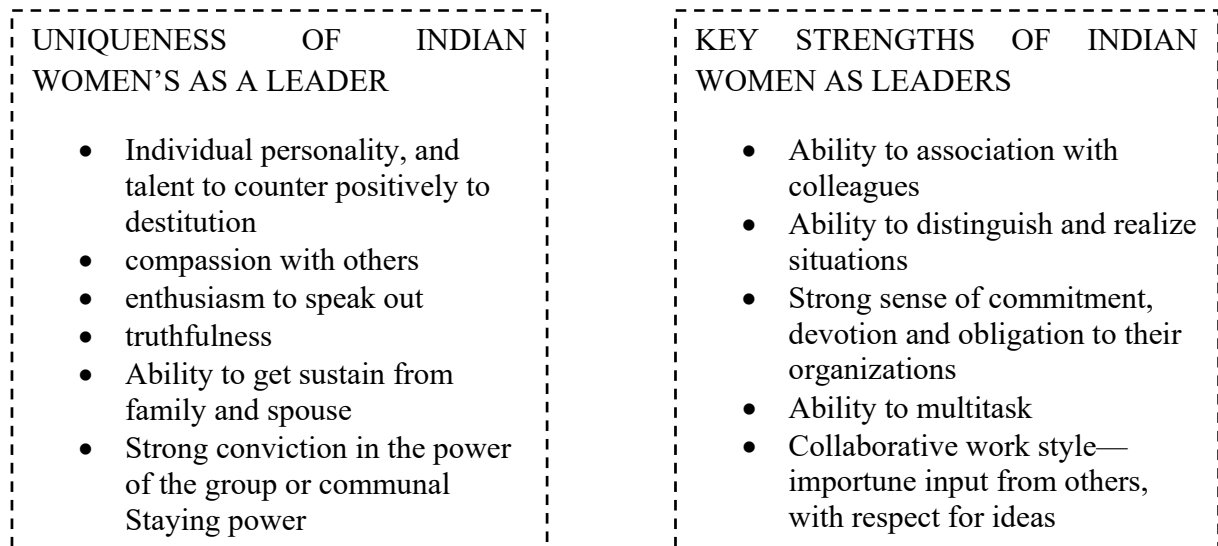 UNIQUENESS OF INDIAN
WOMEN’S AS A LEADER
• Individual personality, and
talent to counter positively to
destitution
• compassion with others
• enthusiasm to speak out
• truthfulness
• Ability to get sustain from
family and spouse
• Strong conviction in the power
of the group or communal
Staying power
KEY STRENGTHS OF INDIAN
WOMEN AS LEADERS
• Ability to association with
colleagues
• Ability to distinguish and realize
situations
• Strong sense of commitment,
devotion and obligation to their
organizations
• Ability to multitask
• Collaborative work style—
importune input from others,
with respect for ideas